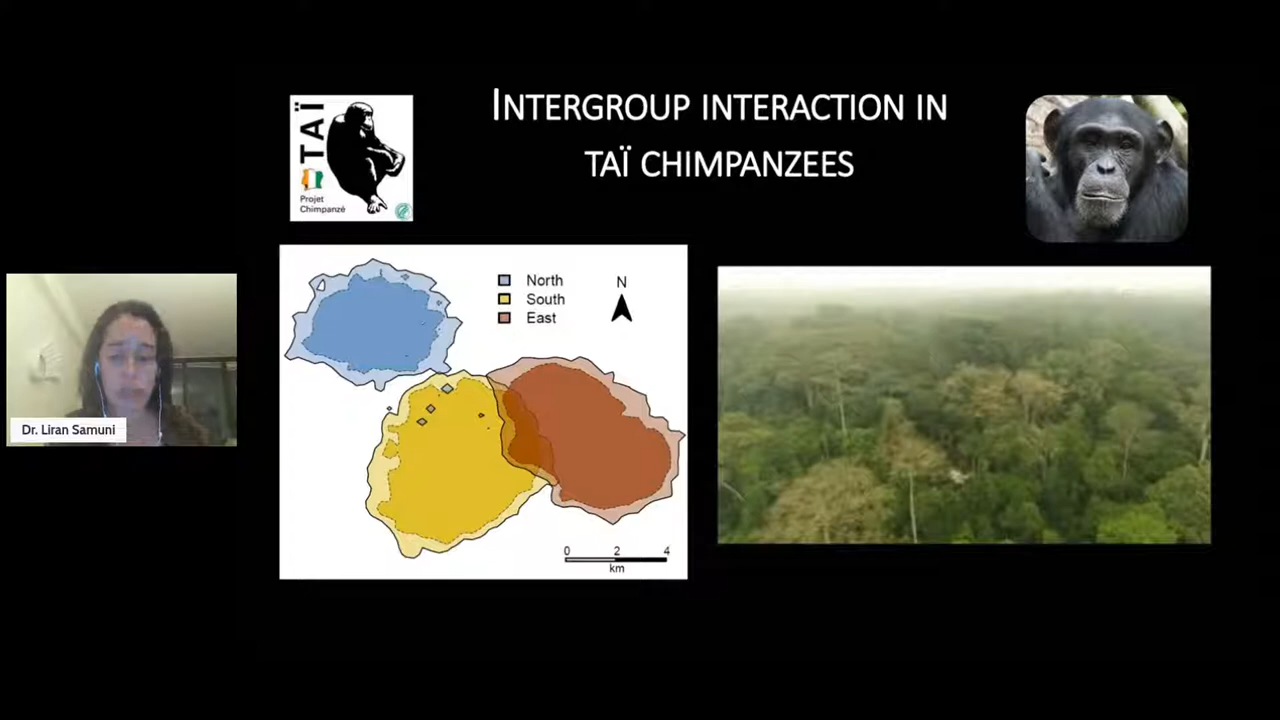 INTERGROUP INTERACTION IN
TAÏ CHIMPANZEES
TAÏ
Projet
Chimpanzé
North
South
East
N
0 2 4
km
Dr. Liran Samuni